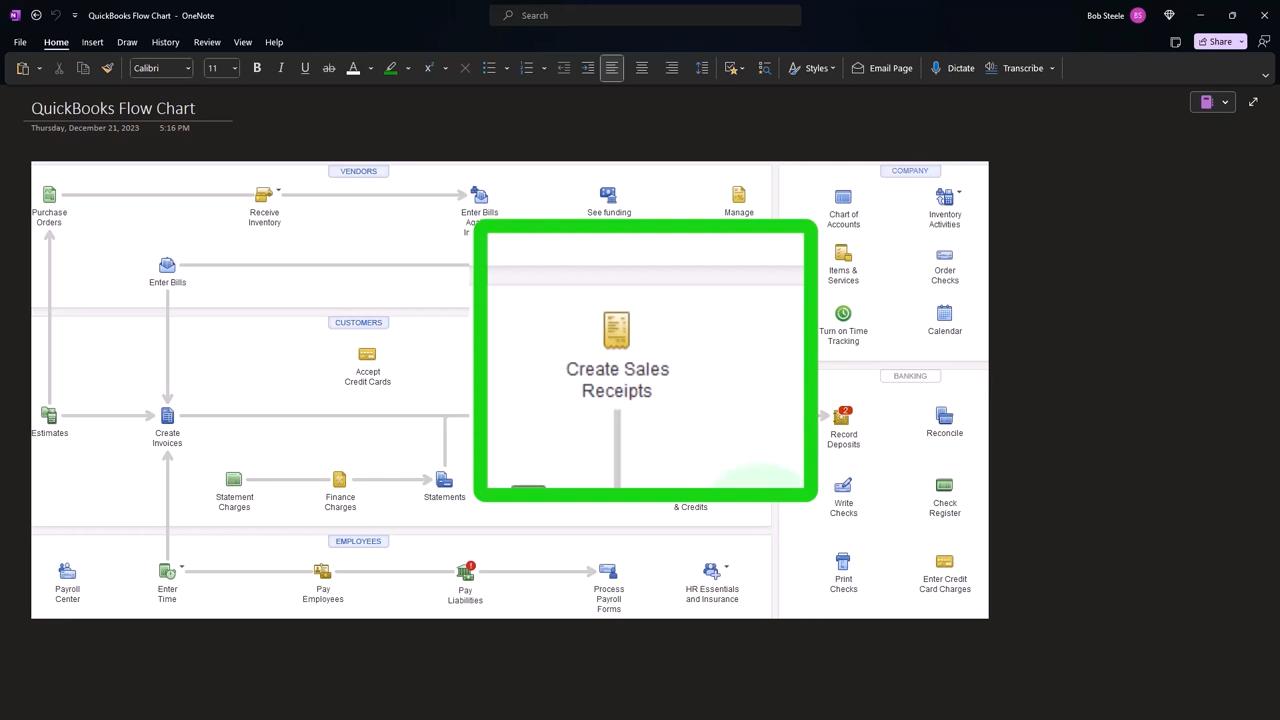 QuickBooks Flow Chart - OneNote
Search
Bob Steele
BS
File
Home
Insert
Draw
History
Review
View
Help
Share
Calibri
11
B
I
U
ab
A
x
Styles
Email Page
Dictate
Transcribe
QuickBooks Flow Chart
Thursday, December 21, 2023
5:16 PM
VENDORS
Purchase
Orders
Receive
Inventory
Enter Bills
See funding
Manage
Enter Bills
CUSTOMERS
Accept
Credit Cards
Create Sales
Receipts
Estimates
Create
Invoices
Statement
Charges
Finance
Charges
Statements
& Credits
EMPLOYEES
Payroll
Center
Enter
Time
Pay
Employees
Pay
Liabilities
Process
Payroll
Forms
HR Essentials
and Insurance
COMPANY
Chart of
Accounts
Inventory
Activities
Items &
Services
Order
Checks
Turn on Time
Tracking
Calendar
BANKING
2
Record
Deposits
Reconcile
Write
Checks
Check
Register
Print
Checks
Enter Credit
Card Charges